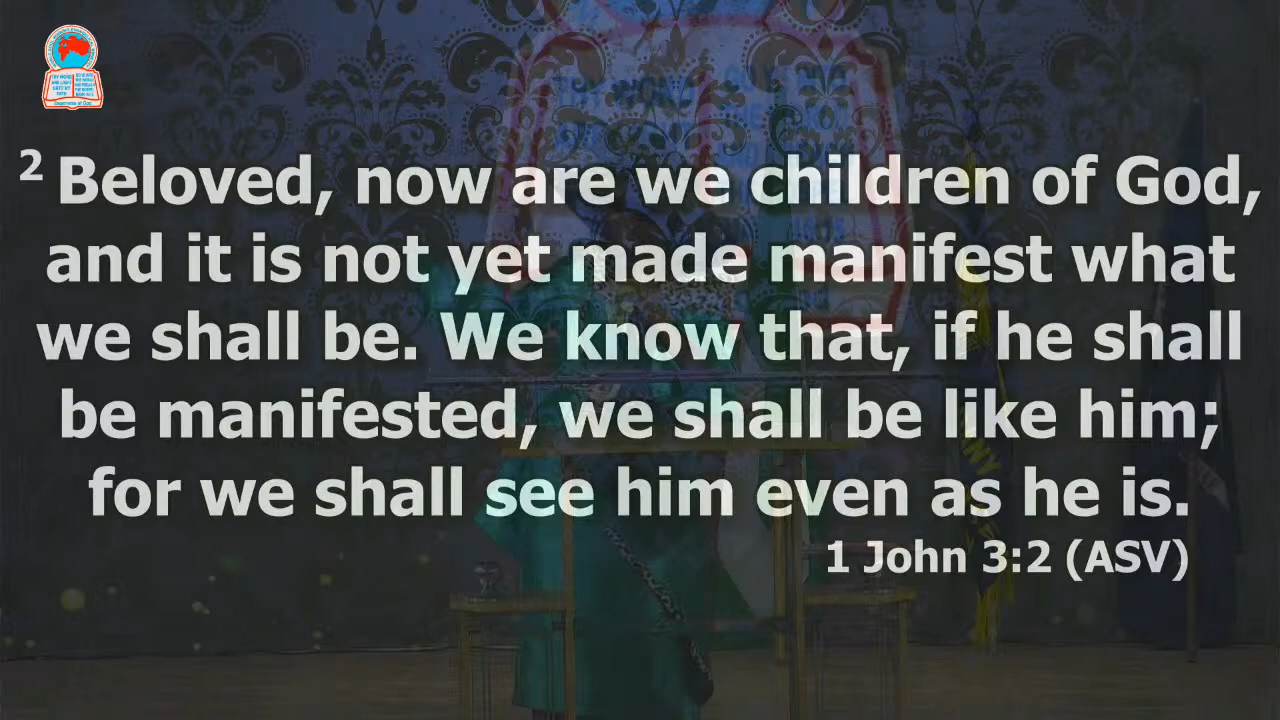 2 Beloved, now are we children of God,
and it is not yet made manifest what
we shall be. We know that, if he shall
be manifested, we shall be like him;
for we shall see him even as he is.
1 John 3:2 (ASV)